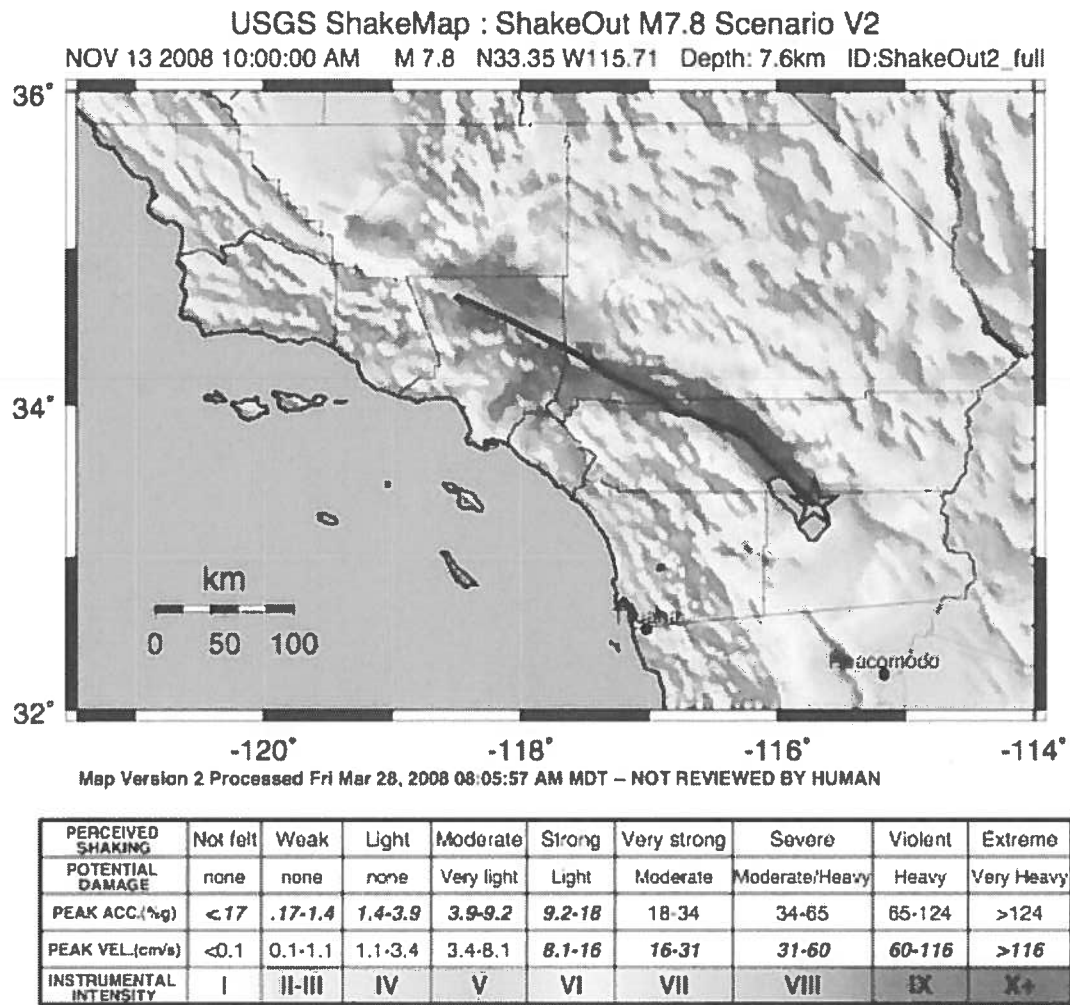 USGS ShakeMap : ShakeOut M7.8 Scenario V2
NOV 13 2008 10:00:00 AM M 7.8 N33.35 W115.71 Depth: 7.6km ID:ShakeOut2_full
36°
34°
km
0 50 100
32°
-120° -118° -116° -114°
Map Version 2 Processed Fri Mar 28, 2008 08:05:57 AM MDT – NOT REVIEWED BY HUMAN
PERCEIVED SHAKING Not felt Weak Light Moderate Strong Very strong Severe Violent Extreme
POTENTIAL DAMAGE none none none Very light Light Moderate Moderate/Heavy Heavy Very Heavy
PEAK ACC.(%g) <.17 .17-1.4 1.4-3.9 3.9-9.2 9.2-18 18-34 34-65 65-124 >124
PEAK VEL.(cm/s) <0.1 0.1-1.1 1.1-3.4 3.4-8.1 8.1-16 16-31 31-60 60-116 >116
INSTRUMENTAL INTENSITY I II-III IV V VI VII VIII IX X+